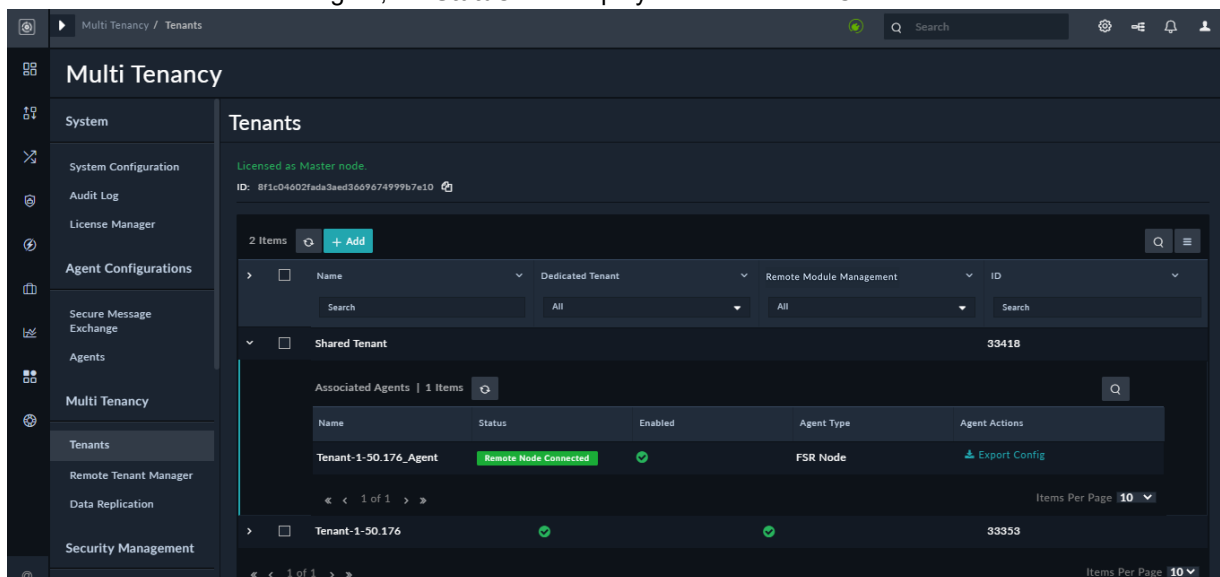 Multi Tenancy / Tenants
Search
Multi Tenancy
System
System Configuration
Audit Log
License Manager
Agent Configurations
Secure Message
Exchange
Agents
Multi Tenancy
Tenants
Remote Tenant Manager
Data Replication
Security Management
Tenants
Licensed as Master node.
ID: 8f1c04602fada3aed3669674999b7e10
2 Items + Add
Name Dedicated Tenant Remote Module Management ID
Search All All Search
Shared Tenant 33418
Associated Agents | 1 Items
Name Status Enabled Agent Type Agent Actions
Tenant-1-50.176_Agent Remote Node Connected FSR Node Export Config
« ‹ 1 of 1 › » Items Per Page 10
Tenant-1-50.176 33353
« ‹ 1 of 1 › » Items Per Page 10